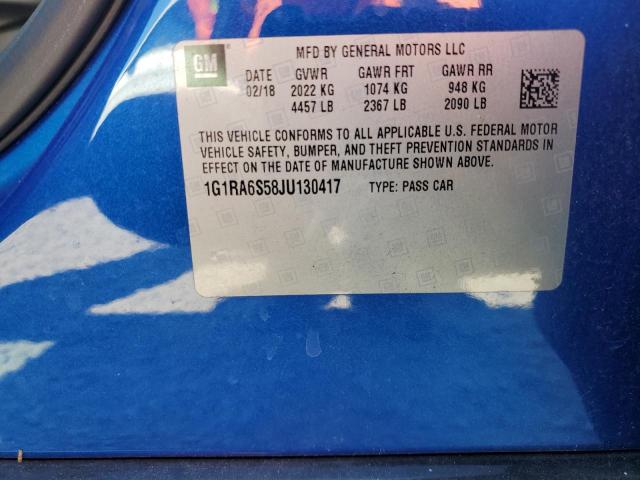 GM
MFD BY GENERAL MOTORS LLC
DATE GVWR GAWR FRT GAWR RR
02/18 2022 KG 1074 KG 948 KG
4457 LB 2367 LB 2090 LB
THIS VEHICLE CONFORMS TO ALL APPLICABLE U.S. FEDERAL MOTOR
VEHICLE SAFETY, BUMPER, AND THEFT PREVENTION STANDARDS IN
EFFECT ON THE DATE OF MANUFACTURE SHOWN ABOVE.
1G1RA6S58JU130417 TYPE: PASS CAR